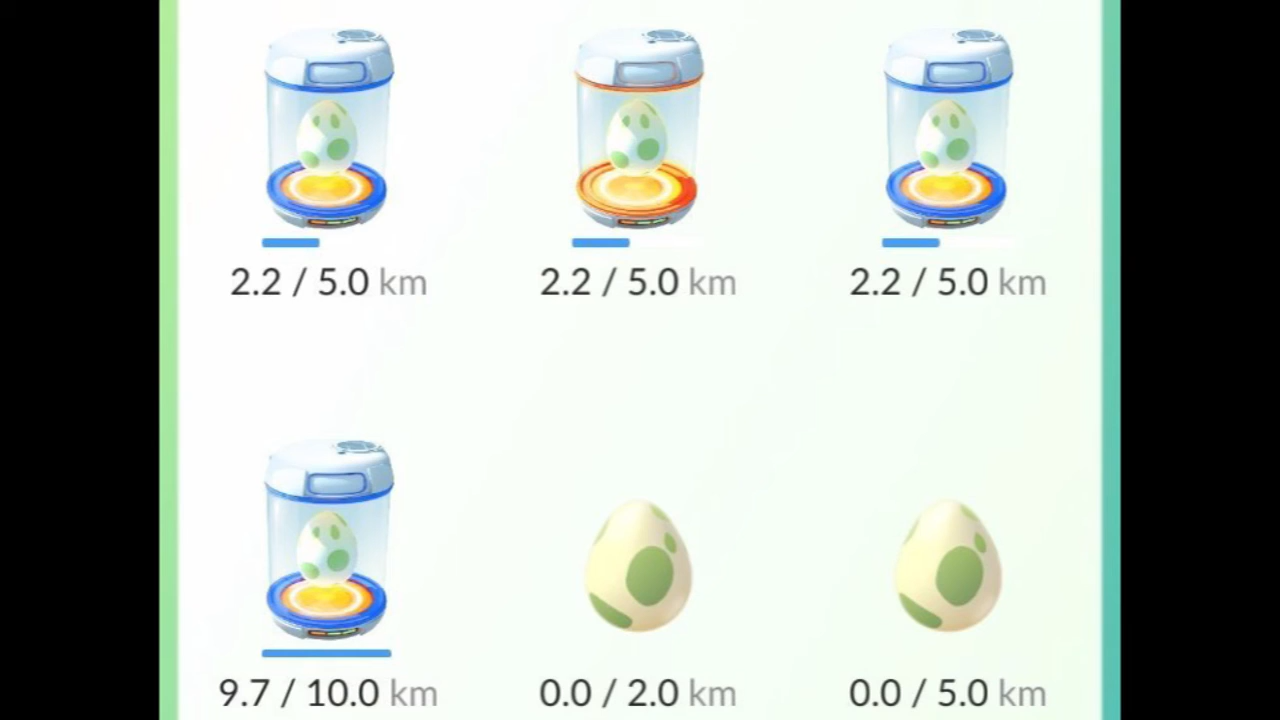 2.2 / 5.0 km
2.2 / 5.0 km
2.2 / 5.0 km
9.7 / 10.0 km
0.0 / 2.0 km
0.0 / 5.0 km